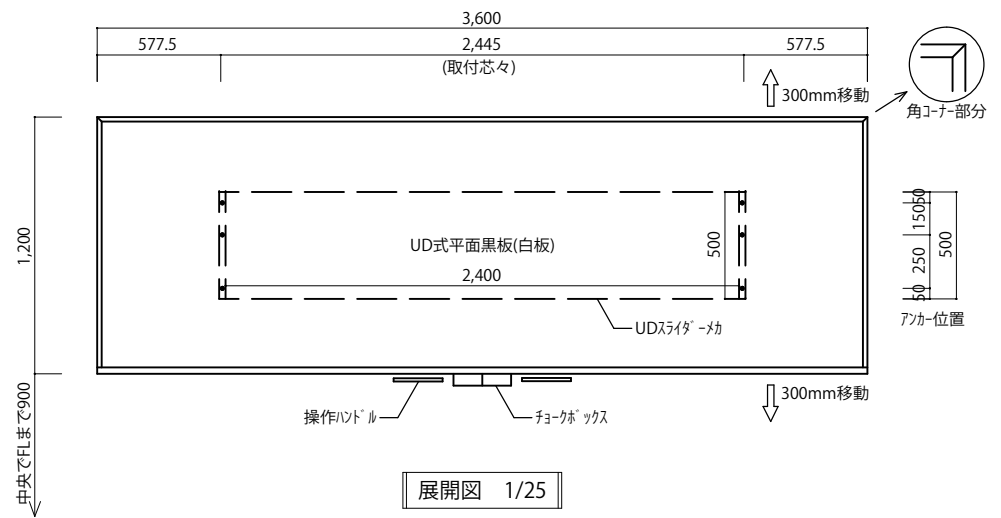 3,600
577.5
2,445
577.5
(取付芯々)
300mm移動
角コーナー部分
1,200
50
150
250
50
500
アンカー位置
UD式平面黒板(白板)
500
2,400
UDスライダーメカ
300mm移動
操作ハンドル
チョークボックス
中央でFLまで900
展開図 1/25